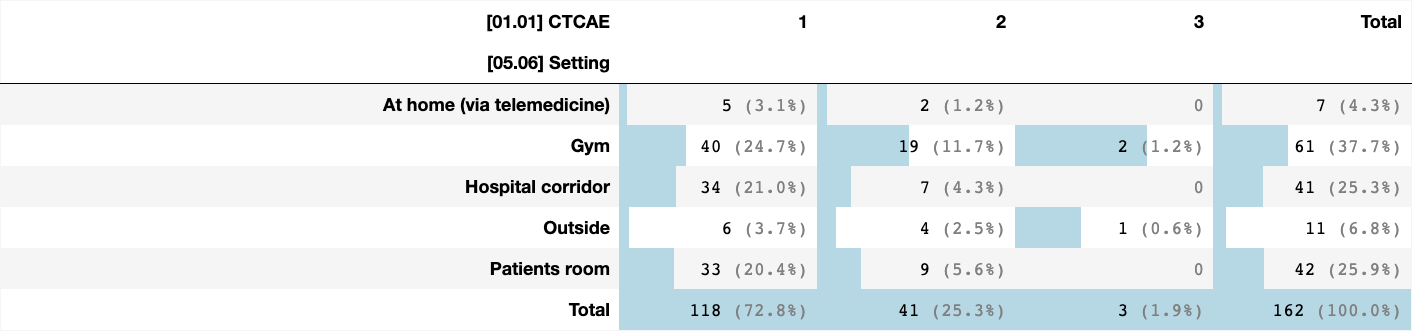 [01.01] CTCAE 1 2 3 Total
[05.06] Setting
At home (via telemedicine) 5 (3.1%) 2 (1.2%) 0 7 (4.3%)
Gym 40 (24.7%) 19 (11.7%) 2 (1.2%) 61 (37.7%)
Hospital corridor 34 (21.0%) 7 (4.3%) 0 41 (25.3%)
Outside 6 (3.7%) 4 (2.5%) 1 (0.6%) 11 (6.8%)
Patients room 33 (20.4%) 9 (5.6%) 0 42 (25.9%)
Total 118 (72.8%) 41 (25.3%) 3 (1.9%) 162 (100.0%)